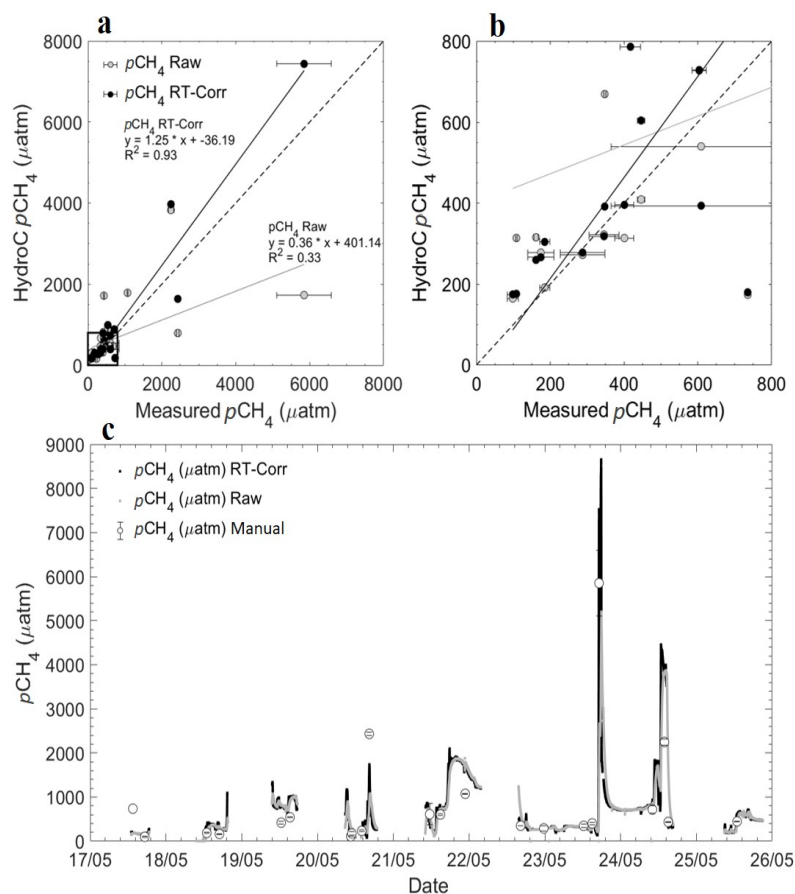 a
8000
6000
4000
2000
0
HydroC pCH4 (μatm)
pCH4 Raw
pCH4 RT-Corr
pCH4 RT-Corr
y = 1.25 * x + -36.19
R2 = 0.93
pCH4 Raw
y = 0.36 * x + 401.14
R2 = 0.33
0 2000 4000 6000 8000
Measured pCH4 (μatm)
b
800
600
400
200
0
HydroC pCH4 (μatm)
0 200 400 600 800
Measured pCH4 (μatm)
c
9000
8000
7000
6000
5000
4000
3000
2000
1000
0
pCH4 (μatm)
pCH4 (μatm) RT-Corr
pCH4 (μatm) Raw
pCH4 (μatm) Manual
17/05 18/05 19/05 20/05 21/05 22/05 23/05 24/05 25/05 26/05
Date